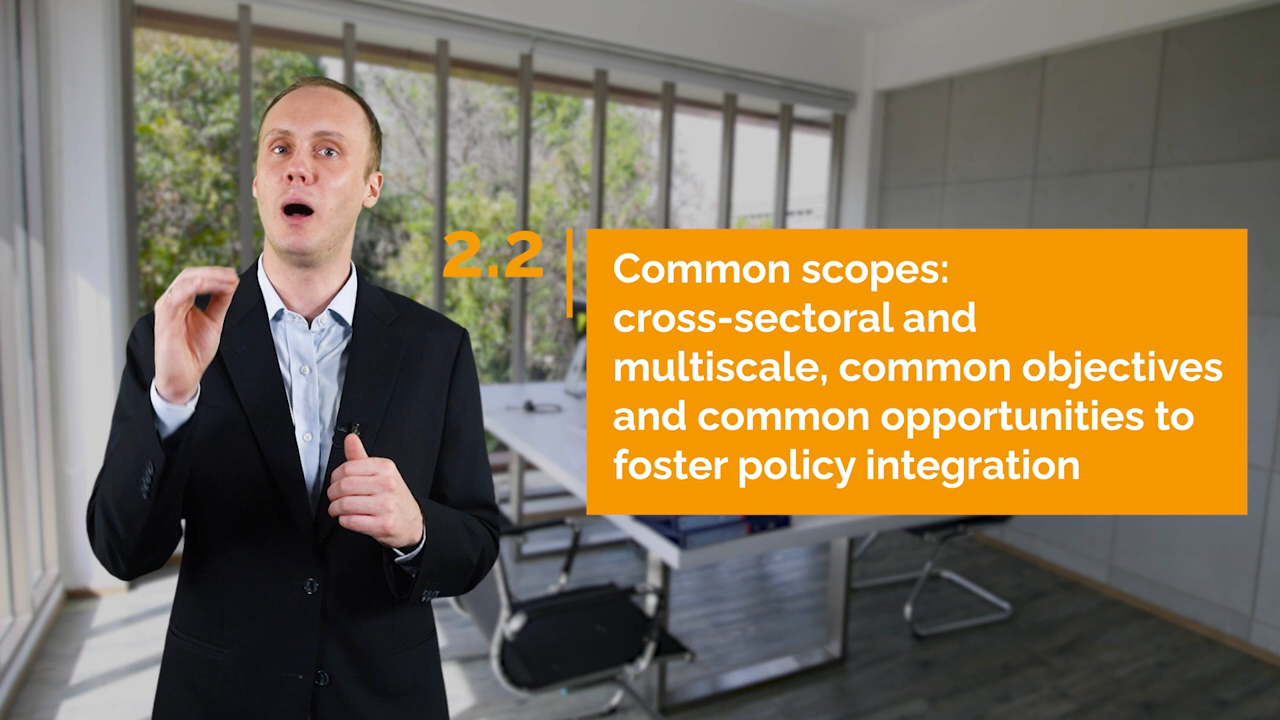 2.2
Common scopes:
cross-sectoral and
multiscale, common objectives
and common opportunities to
foster policy integration